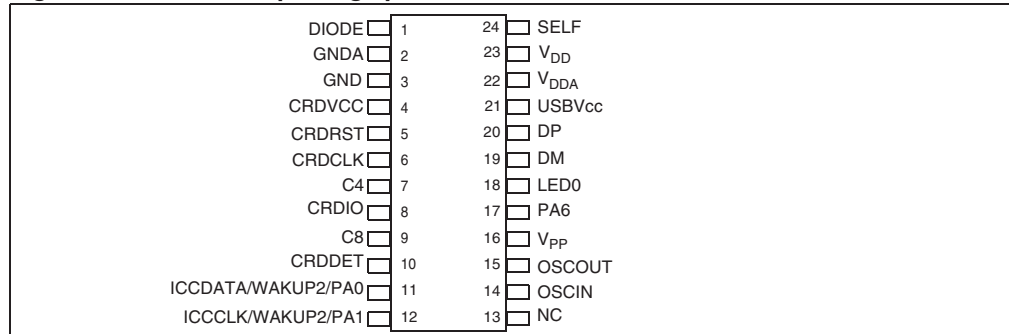 DIODE 1 24 SELF
GNDA 2 23 VDD
GND 3 22 VDDA
CRDVCC 4 21 USBVcc
CRDRST 5 20 DP
CRDCLK 6 19 DM
C4 7 18 LED0
CRDIO 8 17 PA6
C8 9 16 VPP
CRDDET 10 15 OSCOUT
ICCDATA/WAKUP2/PA0 11 14 OSCIN
ICCCLK/WAKUP2/PA1 12 13 NC